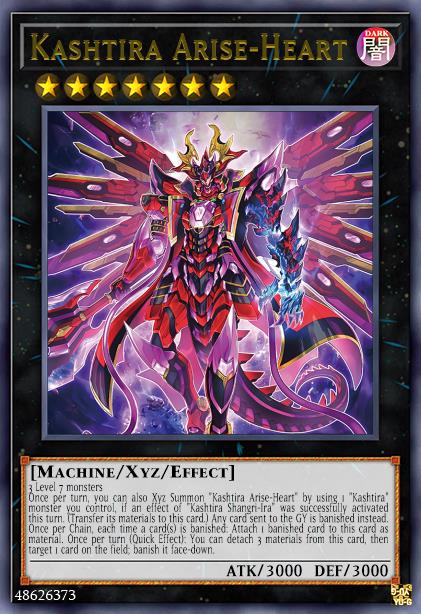 Kashtira Arise-Heart
DARK
闇
[Machine/Xyz/Effect]
3 Level 7 monsters
Once per turn, you can also Xyz Summon "Kashtira Arise-Heart" by using 1 "Kashtira"
monster you control, if an effect of "Kashtira Shangri-Ira" was successfully activated
this turn. (Transfer its materials to this card.) Any card sent to the GY is banished instead.
Once per Chain, each time a card(s) is banished: Attach 1 banished card to this card as
material. Once per turn (Quick Effect): You can detach 3 materials from this card, then
target 1 card on the field; banish it face-down.
ATK/3000 DEF/3000
48626373